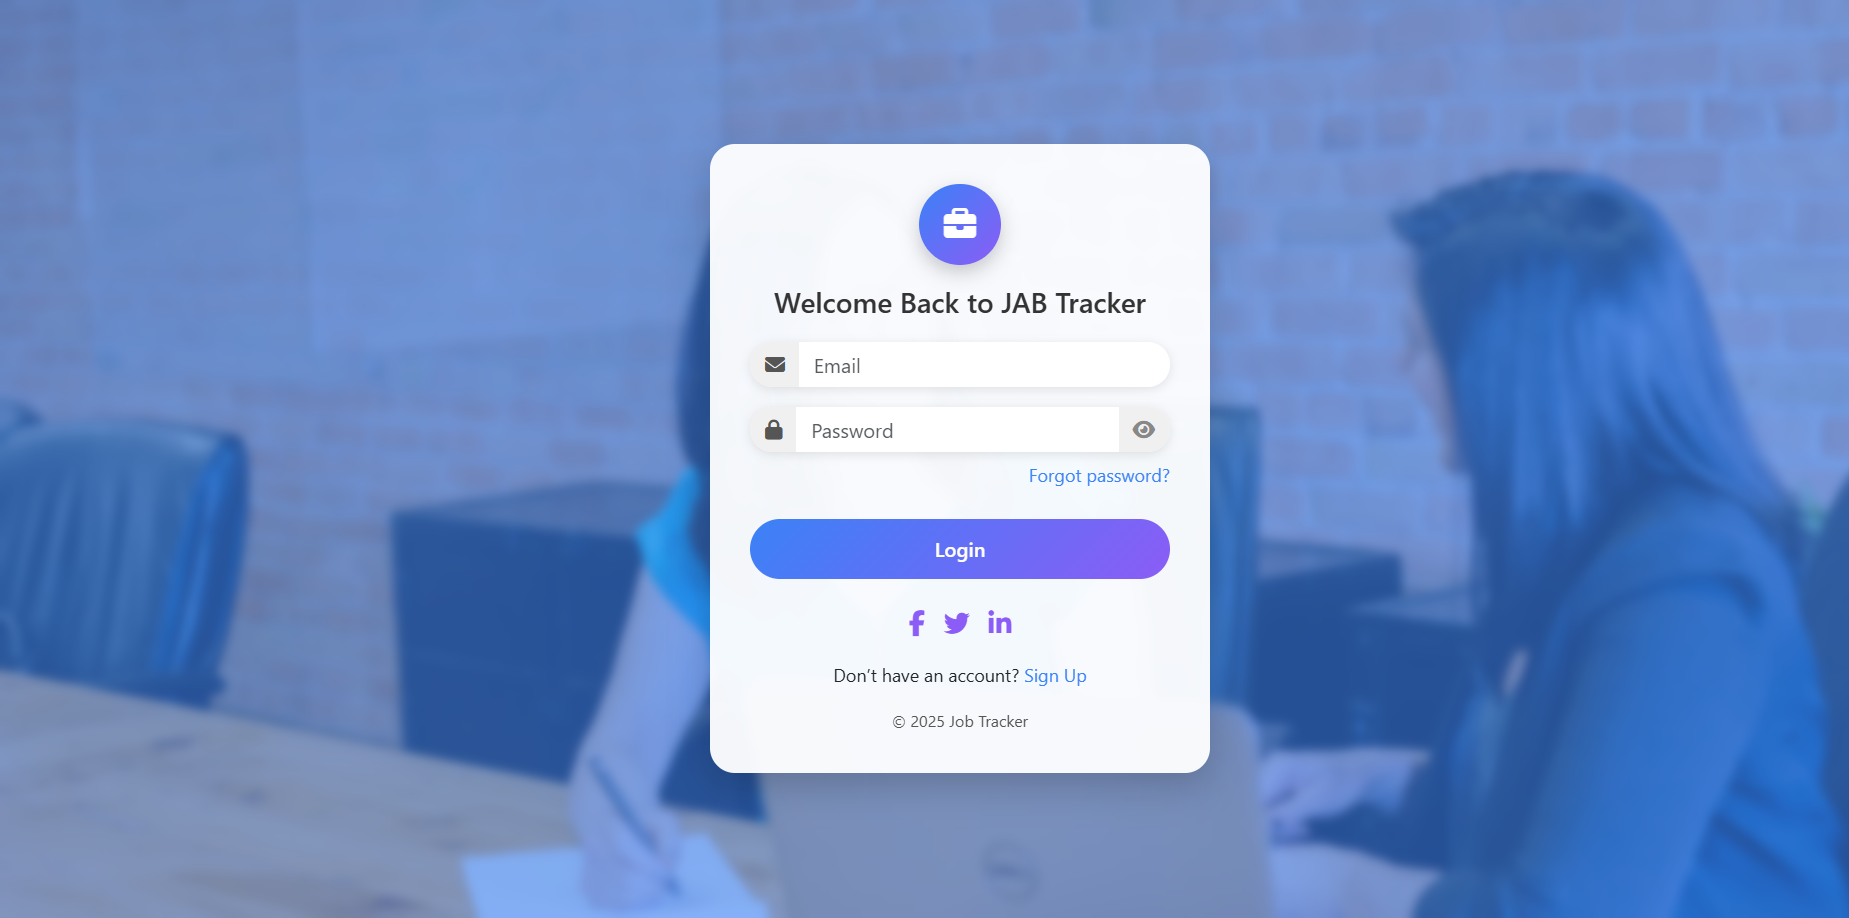 Welcome Back to JAB Tracker
Email
Password
Forgot password?
Login
Don’t have an account? Sign Up
© 2025 Job Tracker